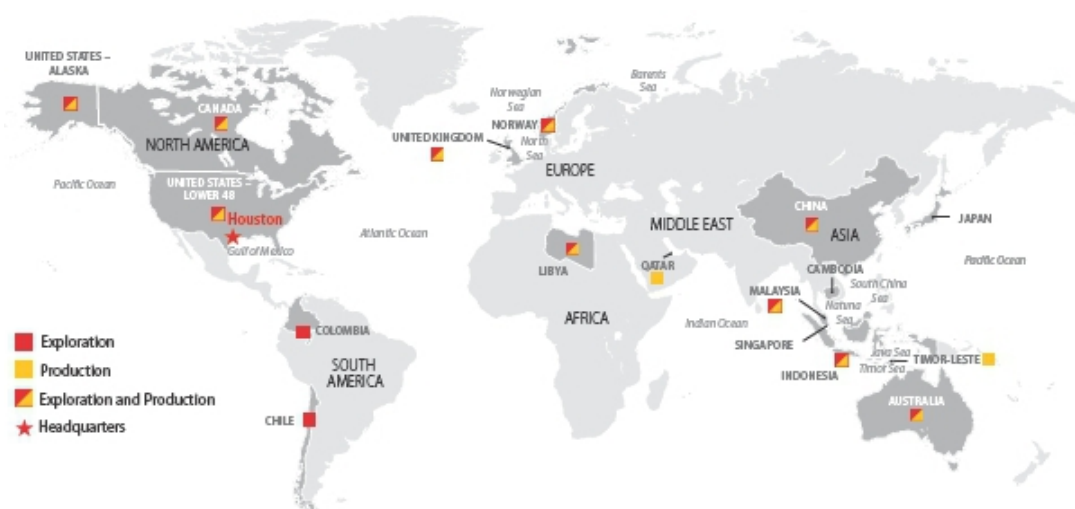 UNITED STATES –
ALASKA
CANADA
NORTH AMERICA
UNITED STATES –
LOWER 48
Houston
Gulf of Mexico
Pacific Ocean
Atlantic Ocean
Norwegian
Sea
Barents
Sea
NORWAY
North
Sea
UNITED KINGDOM
EUROPE
MIDDLE EAST
CHINA
ASIA
JAPAN
LIBYA
QATAR
CAMBODIA
South China
Sea
Pacific Ocean
MALAYSIA
Natuna
Sea
AFRICA
Indian Ocean
SINGAPORE
COLOMBIA
SOUTH
AMERICA
Java Sea
Timor Sea
TIMOR-LESTE
INDONESIA
AUSTRALIA
CHILE
Exploration
Production
Exploration and Production
Headquarters